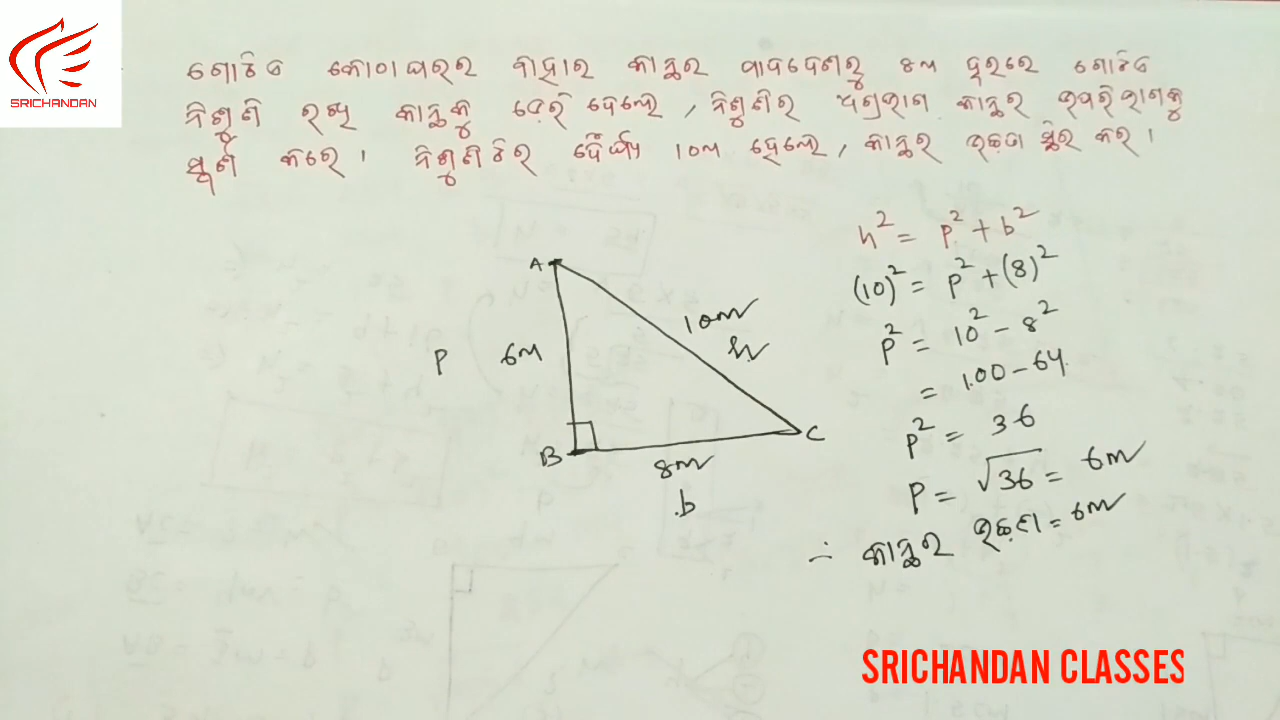 SRICHANDAN
ଗୋଟିଏ କୋଠାଘରର ବାହାର କାନ୍ଥର ପାଦଦେଶରୁ 8m ଦୂରରେ ଗୋଟିଏ
ନିଶୁଣି ରଖି କାନ୍ଥକୁ ଡେରି ଦେଲେ, ନିଶୁଣିର ଅଗ୍ରଭାଗ କାନ୍ଥର ଉପରିଭାଗକୁ
ସ୍ପର୍ଶ କରେ । ନିଶୁଣିଟିର ଦୈର୍ଘ୍ୟ 10m ହେଲେ, କାନ୍ଥର ଉଚ୍ଚତା ସ୍ଥିର କର ।
h² = p² + b²
(10)² = p² + (8)²
p² = 10² - 8²
= 100 - 64
p² = 36
p = √36 = 6m
∴ କାନ୍ଥର ଉଚ୍ଚତା = 6m
A
10m
h
p 6m
B
C
8m
b
SRICHANDAN CLASSES